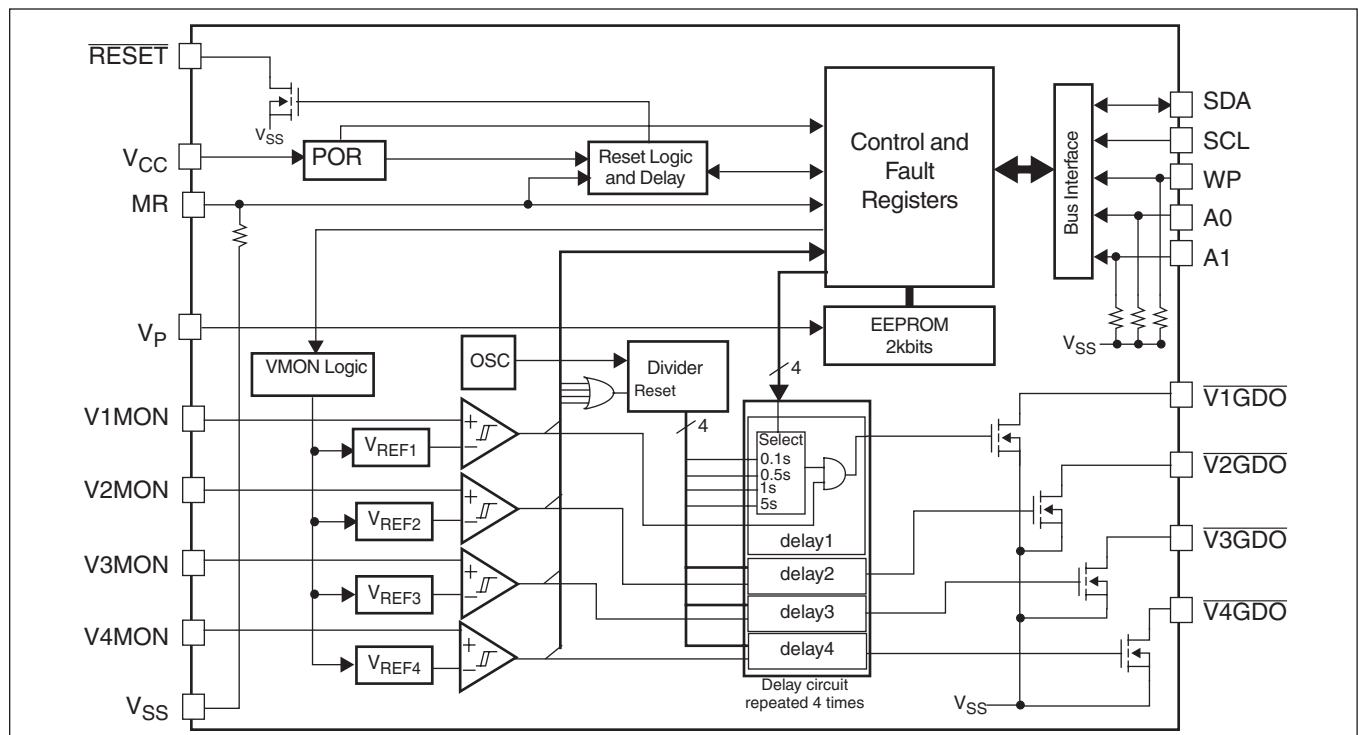 RESET
VSS
VCC
POR
Reset Logic
and Delay
Control and
Fault
Registers
Bus Interface
SDA
SCL
WP
A0
A1
MR
VSS
VP
EEPROM
2kbits
VMON Logic
OSC
Divider
Reset
4
4
V1MON
+
–
VREF1
V2MON
+
–
VREF2
V3MON
+
–
VREF3
V4MON
+
–
VREF4
VSS
Select
0.1s
0.5s
1s
5s
delay1
delay2
delay3
delay4
Delay circuit
repeated 4 times
V1GDO
V2GDO
V3GDO
V4GDO
VSS